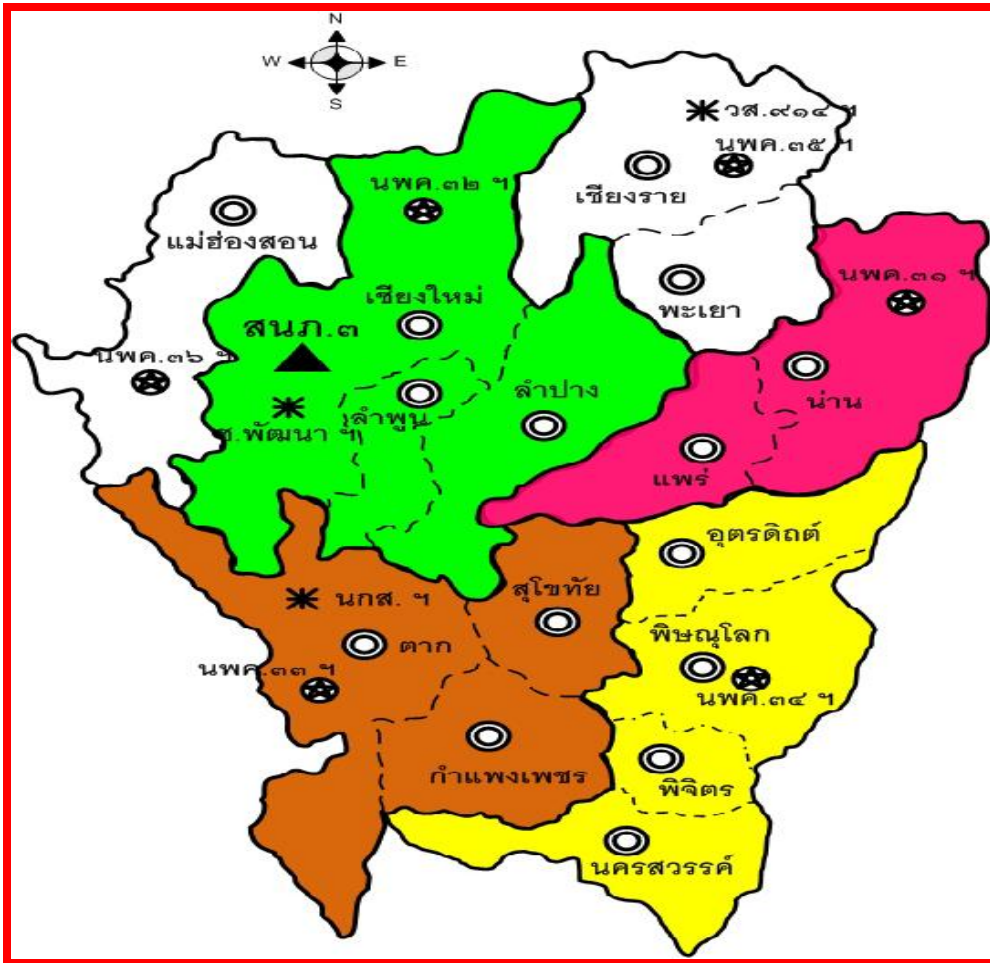 N
W E
S
วส.๙๑๔ ฯ
นพค.๓๕ ฯ
เชียงราย
นพค.๓๒ ฯ
แม่ฮ่องสอน
นพค.๓๑ ฯ
เชียงใหม่
พะเยา
สนภ.๓
นพค.๓๖ ฯ
ลำปาง
น่าน
ลำพูน
ช.พัฒนา ฯ
แพร่
อุตรดิตถ์
สุโขทัย
นกส. ฯ
พิษณุโลก
ตาก
นพค.๓๓ ฯ
นพค.๓๔ ฯ
กำแพงเพชร
พิจิตร
นครสวรรค์